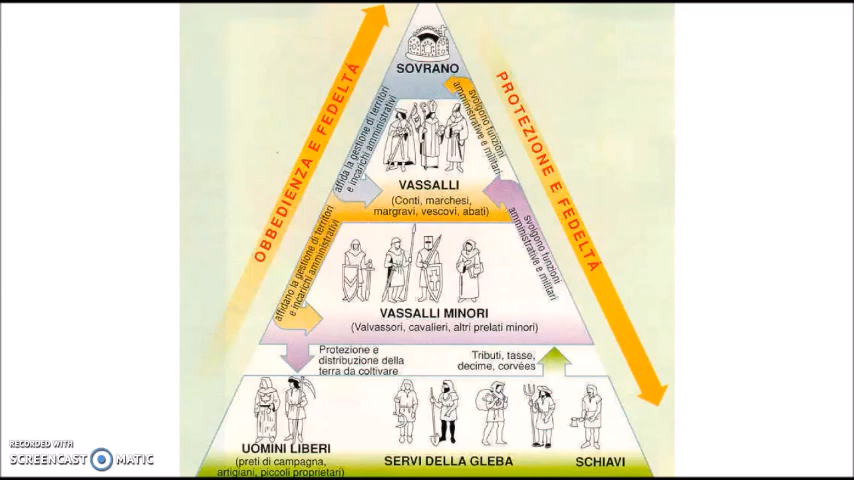 SOVRANO
OBBEDIENZA E FEDELTÀ
PROTEZIONE E FEDELTÀ
affida la gestione di territori
e incarichi amministrativi
svolgono funzioni
amministrative e militari
VASSALLI
(Conti, marchesi,
margravi, vescovi, abati)
affidano la gestione di territori
e incarichi amministrativi
svolgono funzioni
amministrative e militari
VASSALLI MINORI
(Valvassori, cavalieri, altri prelati minori)
Protezione e
distribuzione della
terra da coltivare
Tributi, tasse,
decime, corvées
UOMINI LIBERI
(preti di campagna,
artigiani, piccoli proprietari)
SERVI DELLA GLEBA
SCHIAVI
RECORDED WITH
SCREENCAST MATIC